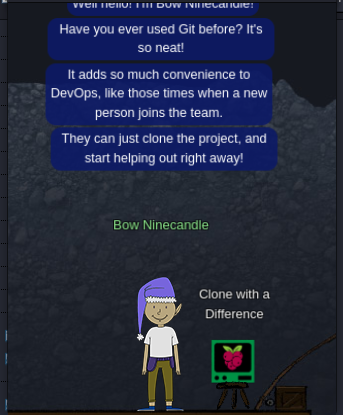 Well hello! I'm Bow Ninecandle!
Have you ever used Git before? It's
so neat!
It adds so much convenience to
DevOps, like those times when a new
person joins the team.
They can just clone the project, and
start helping out right away!
Bow Ninecandle
Clone with a
Difference